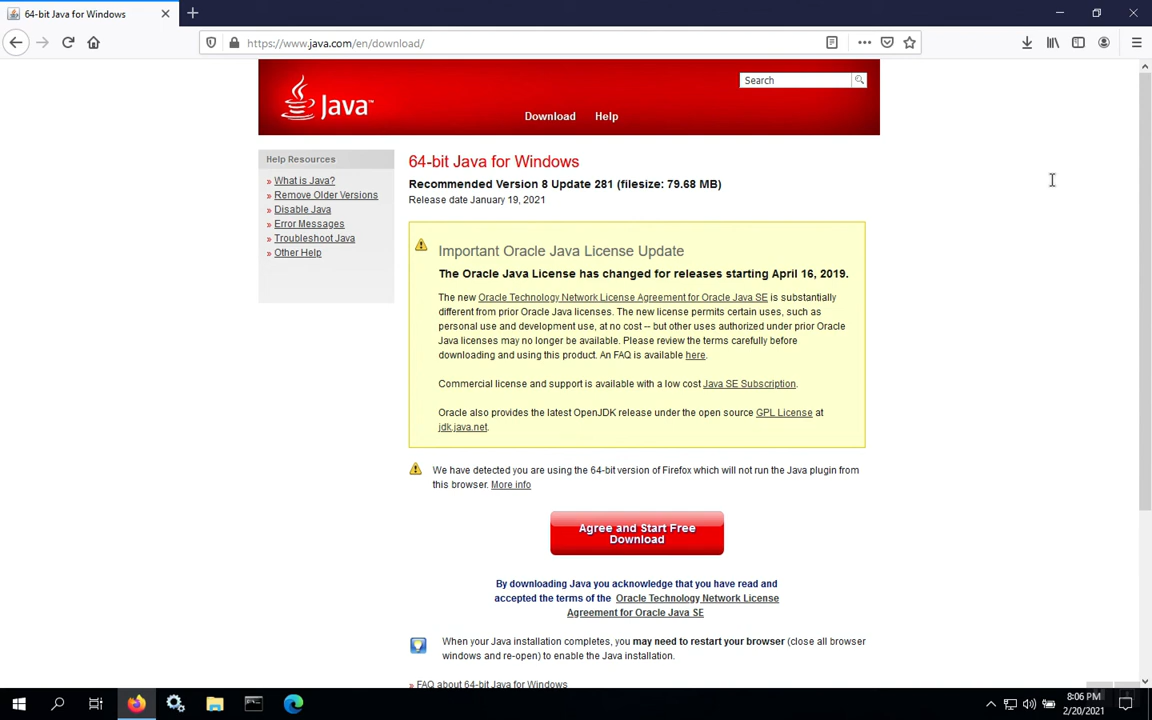 64-bit Java for Windows
https://www.java.com/en/download/
Java™
Search
Download
Help
Help Resources
» What is Java?
» Remove Older Versions
» Disable Java
» Error Messages
» Troubleshoot Java
» Other Help
64-bit Java for Windows
Recommended Version 8 Update 281 (filesize: 79.68 MB)
Release date January 19, 2021
Important Oracle Java License Update
The Oracle Java License has changed for releases starting April 16, 2019.
The new Oracle Technology Network License Agreement for Oracle Java SE is substantially
different from prior Oracle Java licenses. The new license permits certain uses, such as
personal use and development use, at no cost -- but other uses authorized under prior Oracle
Java licenses may no longer be available. Please review the terms carefully before
downloading and using this product. An FAQ is available here.
Commercial license and support is available with a low cost Java SE Subscription.
Oracle also provides the latest OpenJDK release under the open source GPL License at
jdk.java.net.
We have detected you are using the 64-bit version of Firefox which will not run the Java plugin from
this browser. More info
Agree and Start Free
Download
By downloading Java you acknowledge that you have read and
accepted the terms of the Oracle Technology Network License
Agreement for Oracle Java SE
When your Java installation completes, you may need to restart your browser (close all browser
windows and re-open) to enable the Java installation.
» FAQ about 64-bit Java for Windows
8:06 PM
2/20/2021